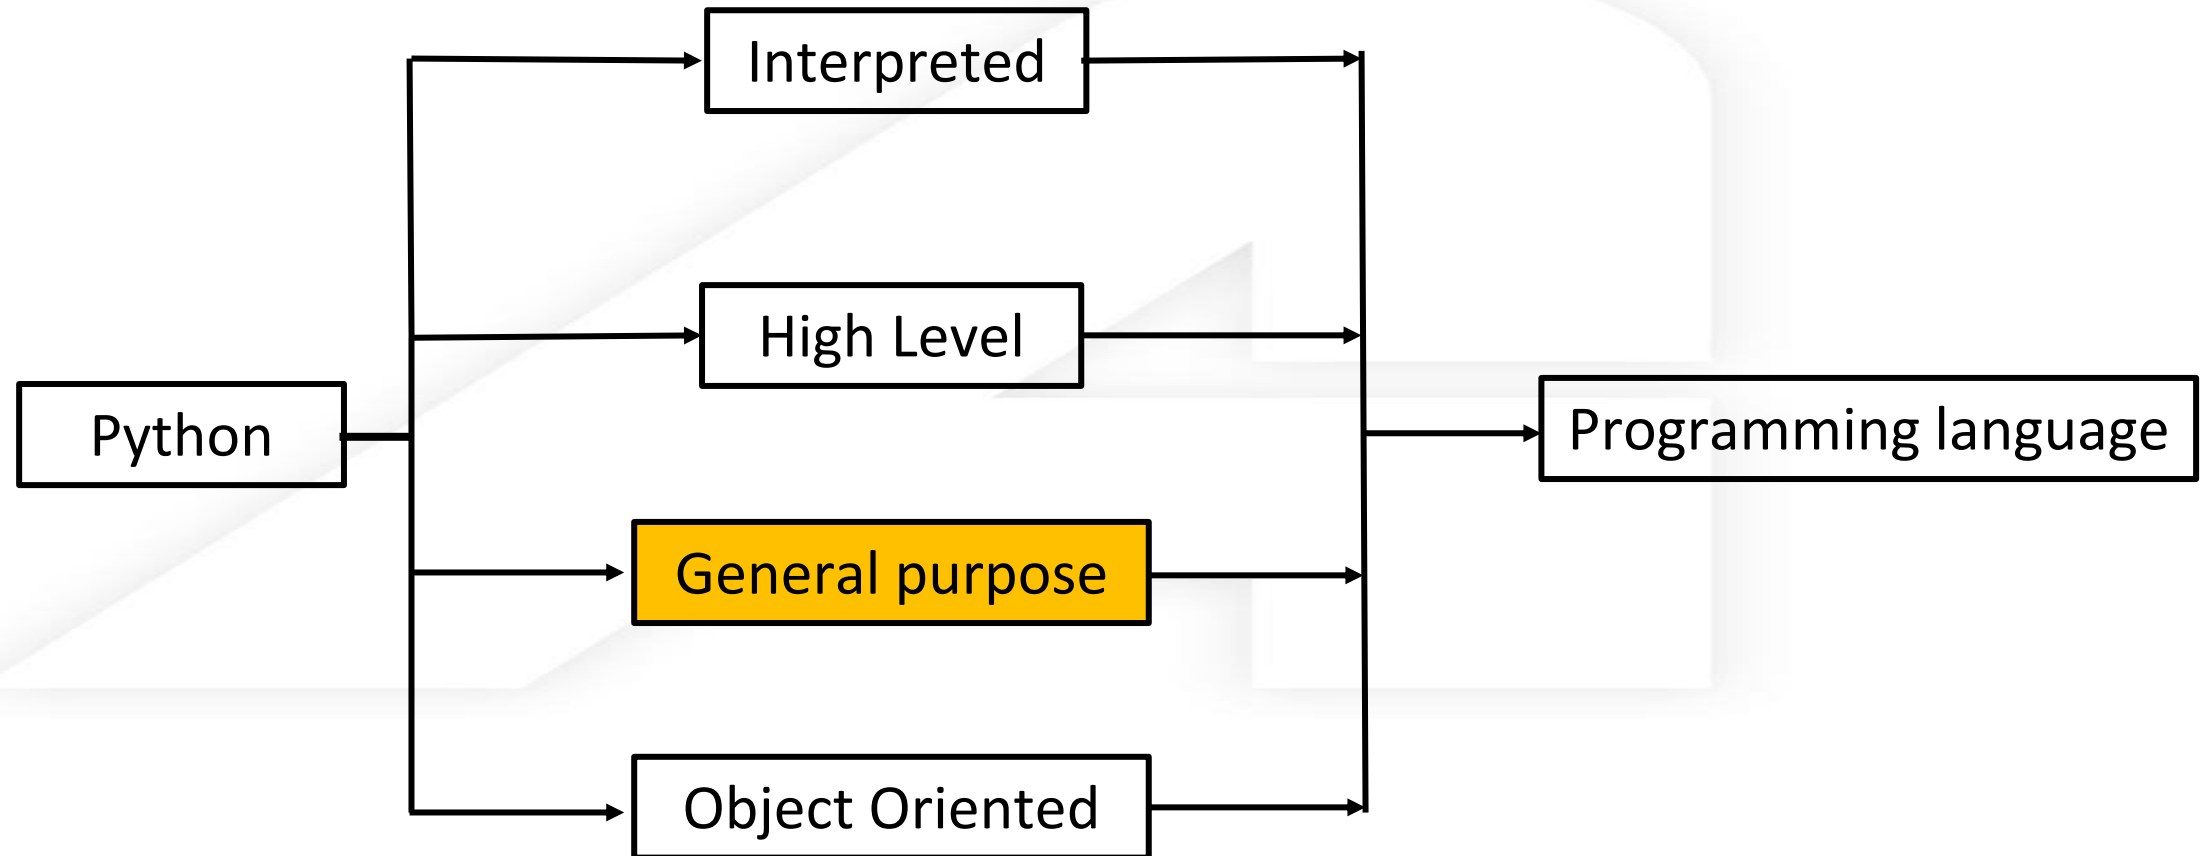 Interpreted
High Level
Python
Programming language
General purpose
Object Oriented